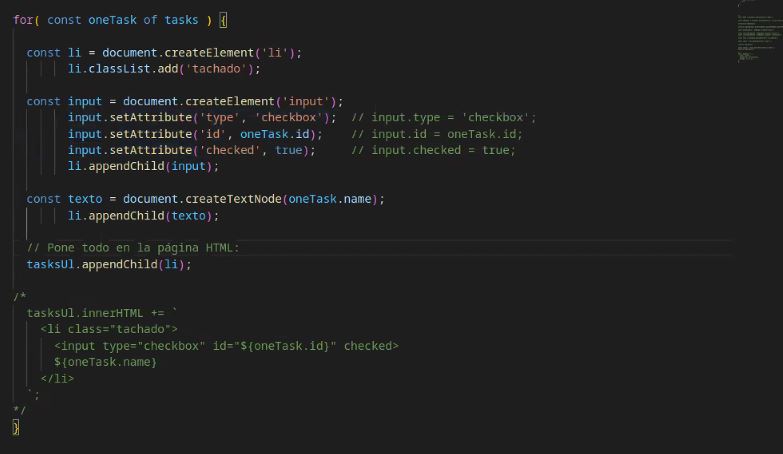 for( const oneTask of tasks ) {
const li = document.createElement('li');
li.classList.add('tachado');
const input = document.createElement('input');
input.setAttribute('type', 'checkbox');  // input.type = 'checkbox';
input.setAttribute('id', oneTask.id);    // input.id = oneTask.id;
input.setAttribute('checked', true);     // input.checked = true;
li.appendChild(input);
const texto = document.createTextNode(oneTask.name);
li.appendChild(texto);
// Pone todo en la página HTML:
tasksUl.appendChild(li);
/*
tasksUl.innerHTML += `
<li class="tachado">
<input type="checkbox" id="${oneTask.id}" checked>
${oneTask.name}
</li>
`;
*/
}